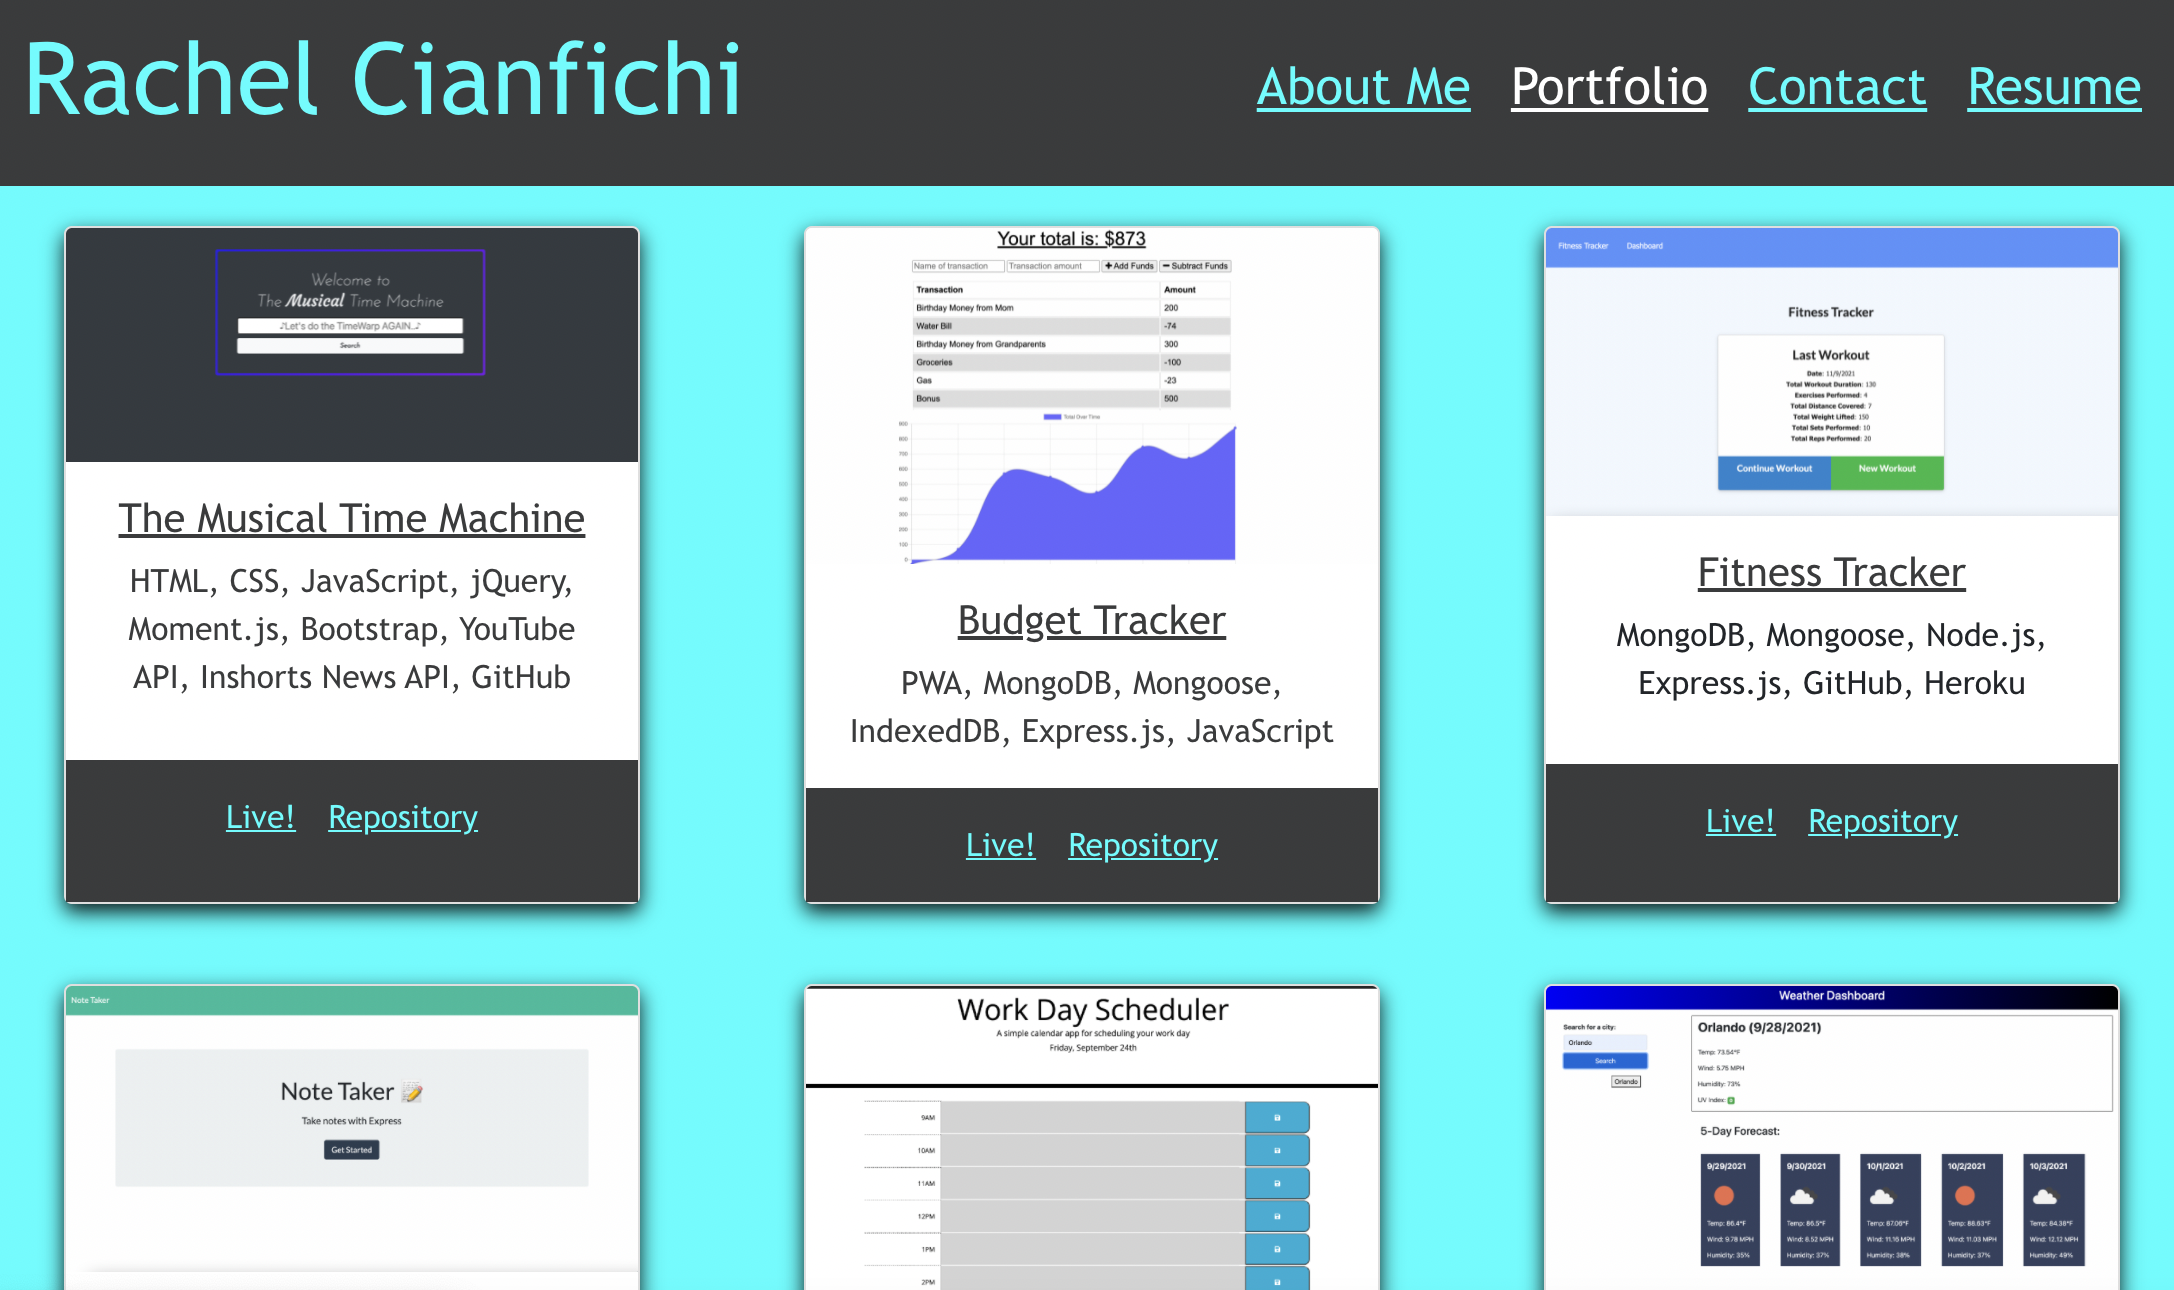 Rachel Cianfichi
About Me Portfolio Contact Resume
Welcome to
The Musical Time Machine
♪Let's do the TimeWarp AGAIN..♪
Search
The Musical Time Machine
HTML, CSS, JavaScript, jQuery,
Moment.js, Bootstrap, YouTube
API, Inshorts News API, GitHub
Live! Repository
Your total is: $873
Name of transaction Transaction amount + Add Funds − Subtract Funds
Transaction Amount
Birthday Money from Mom 200
Water Bill -74
Birthday Money from Grandparents 300
Groceries -100
Gas -23
Bonus 500
Total Over Time
900
800
700
600
500
400
300
200
100
0
Budget Tracker
PWA, MongoDB, Mongoose,
IndexedDB, Express.js, JavaScript
Live! Repository
Fitness Tracker Dashboard
Fitness Tracker
Last Workout
Date: 11/9/2021
Total Workout Duration: 130
Exercises Performed: 4
Total Distance Covered: 7
Total Weight Lifted: 150
Total Sets Performed: 10
Total Reps Performed: 20
Continue Workout New Workout
Fitness Tracker
MongoDB, Mongoose, Node.js,
Express.js, GitHub, Heroku
Live! Repository
Note Taker
Note Taker 📝
Take notes with Express
Get Started
Work Day Scheduler
A simple calendar app for scheduling your work day
Friday, September 24th
9AM
10AM
11AM
12PM
1PM
2PM
Weather Dashboard
Search for a city:
Orlando
Search
Orlando
Orlando (9/28/2021)
Temp: 73.54°F
Wind: 5.75 MPH
Humidity: 73%
UV Index:
5-Day Forecast:
9/29/2021 9/30/2021 10/1/2021 10/2/2021 10/3/2021
Temp: 86.4°F Temp: 86.5°F Temp: 87.06°F Temp: 88.63°F Temp: 84.38°F
Wind: 9.78 MPH Wind: 8.52 MPH Wind: 11.16 MPH Wind: 11.03 MPH Wind: 12.12 MPH
Humidity: 35% Humidity: 37% Humidity: 38% Humidity: 37% Humidity: 49%